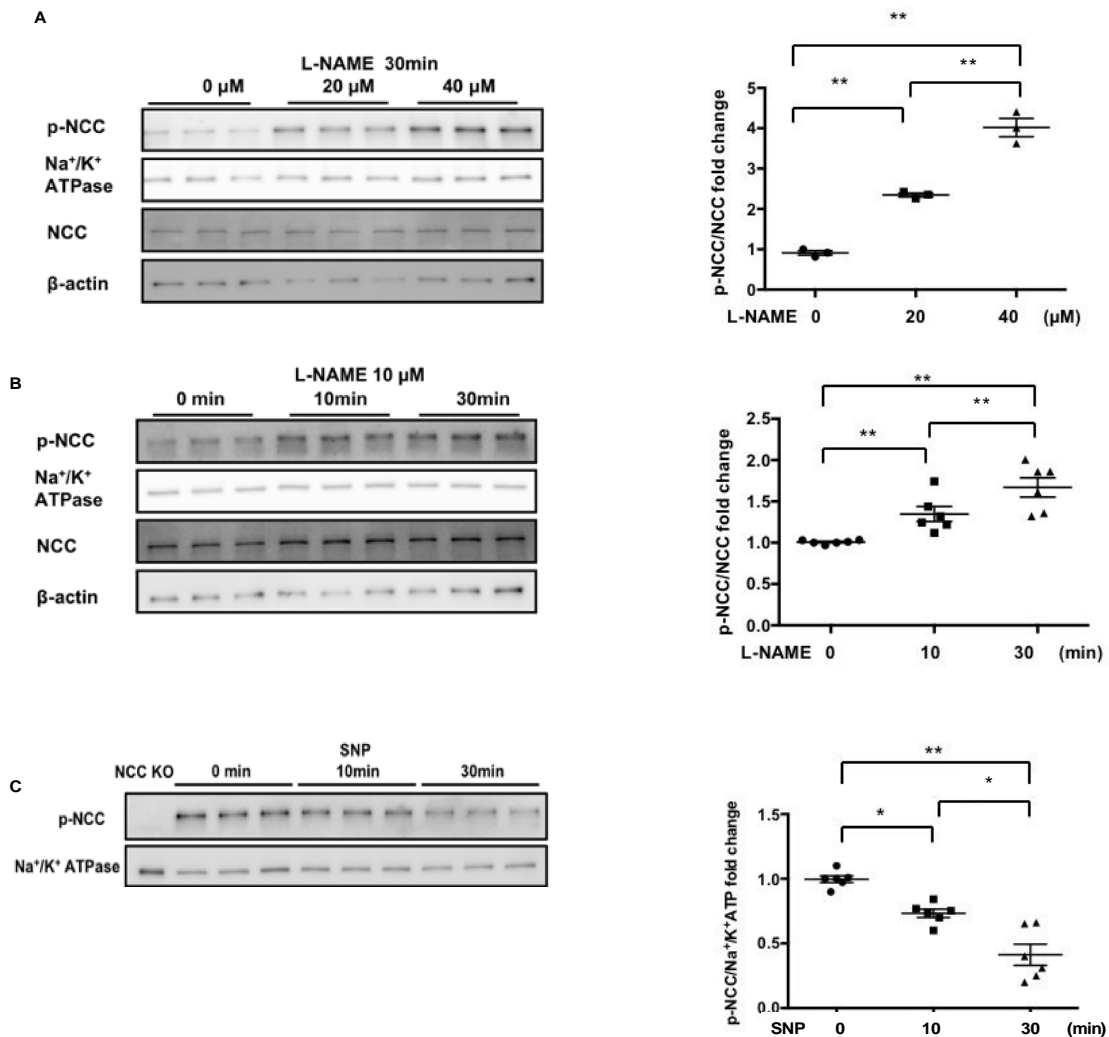 A
L-NAME 30min
0 µM 20 µM 40 µM
p-NCC
Na⁺/K⁺
ATPase
NCC
β-actin
**
**
**
p-NCC/NCC fold change
5
4
3
2
1
0
L-NAME 0 20 40 (µM)
B
L-NAME 10 µM
0 min 10min 30min
p-NCC
Na⁺/K⁺
ATPase
NCC
β-actin
**
**
**
p-NCC/NCC fold change
2.5
2.0
1.5
1.0
0.5
0.0
L-NAME 0 10 30 (min)
C
SNP
NCC KO 0 min 10min 30min
p-NCC
Na⁺/K⁺ ATPase
**
*
*
p-NCC/Na⁺/K⁺ATP fold change
1.5
1.0
0.5
0.0
SNP 0 10 30 (min)